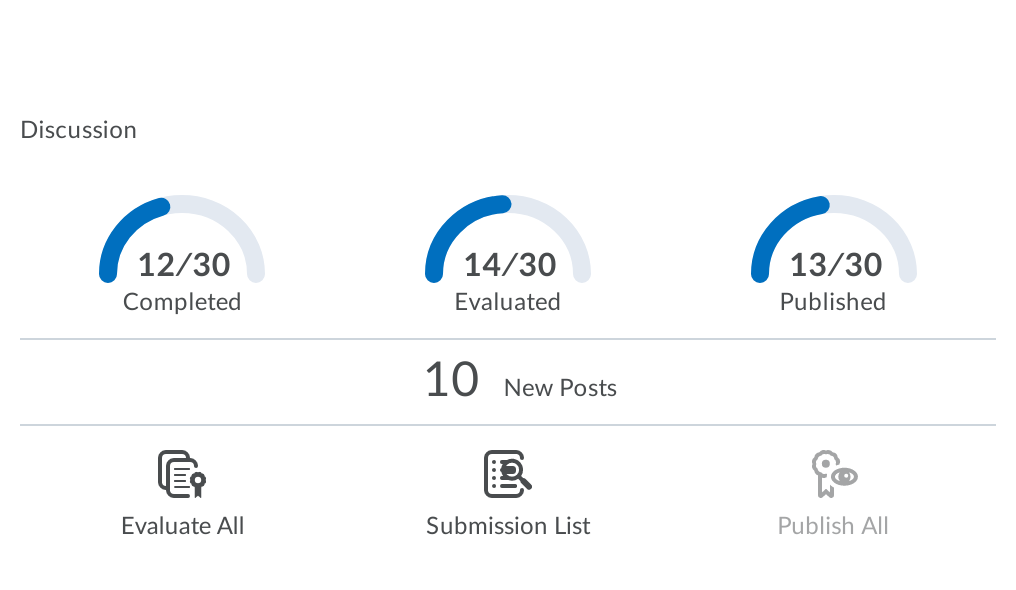 Discussion
12/30 14/30 13/30
Completed Evaluated Published
10 New Posts
Evaluate All Submission List Publish All